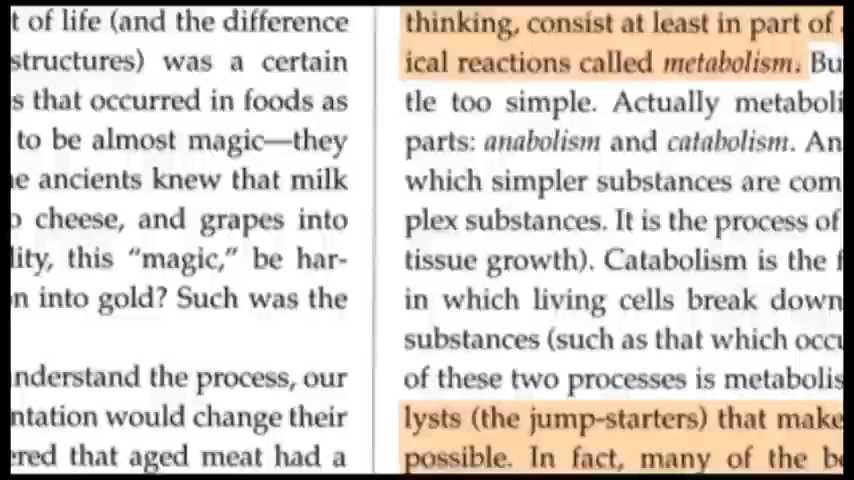 t of life (and the difference
structures) was a certain
s that occurred in foods as
to be almost magic—they
e ancients knew that milk
cheese, and grapes into
lity, this “magic,” be har-
n into gold? Such was the
nderstand the process, our
ntation would change their
red that aged meat had a
thinking, consist at least in part of
ical reactions called metabolism. Bu
tle too simple. Actually metaboli
parts: anabolism and catabolism. An
which simpler substances are com
plex substances. It is the process of
tissue growth). Catabolism is the f
in which living cells break down
substances (such as that which occu
of these two processes is metabolis
lysts (the jump-starters) that make
possible. In fact, many of the be